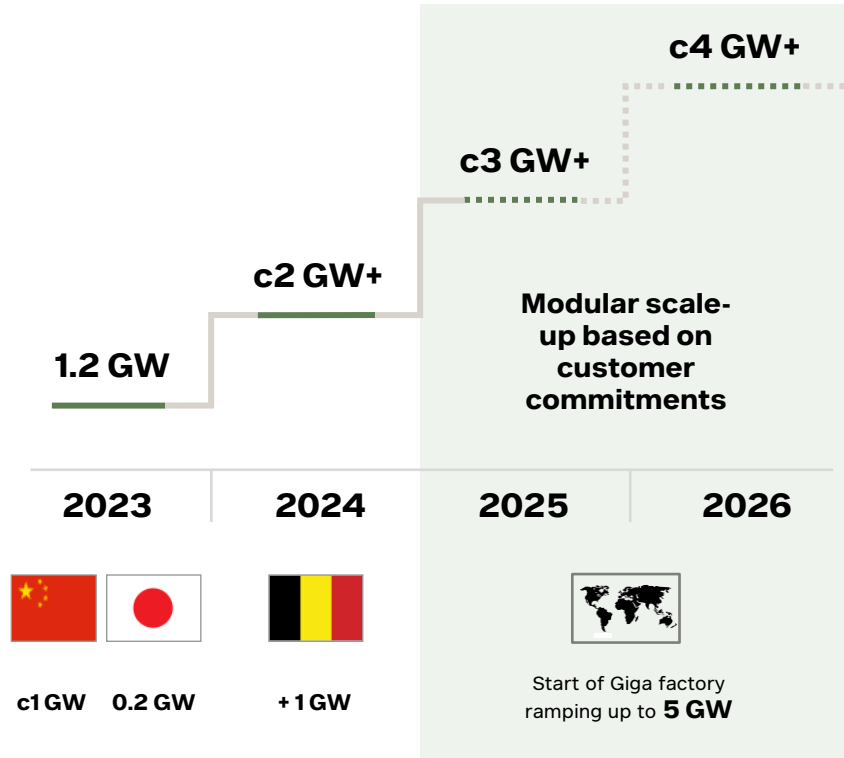 c4 GW+
c3 GW+
c2 GW+
1.2 GW
Modular scale-
up based on
customer
commitments
2023
2024
2025
2026
c1 GW
0.2 GW
+ 1 GW
Start of Giga factory
ramping up to 5 GW